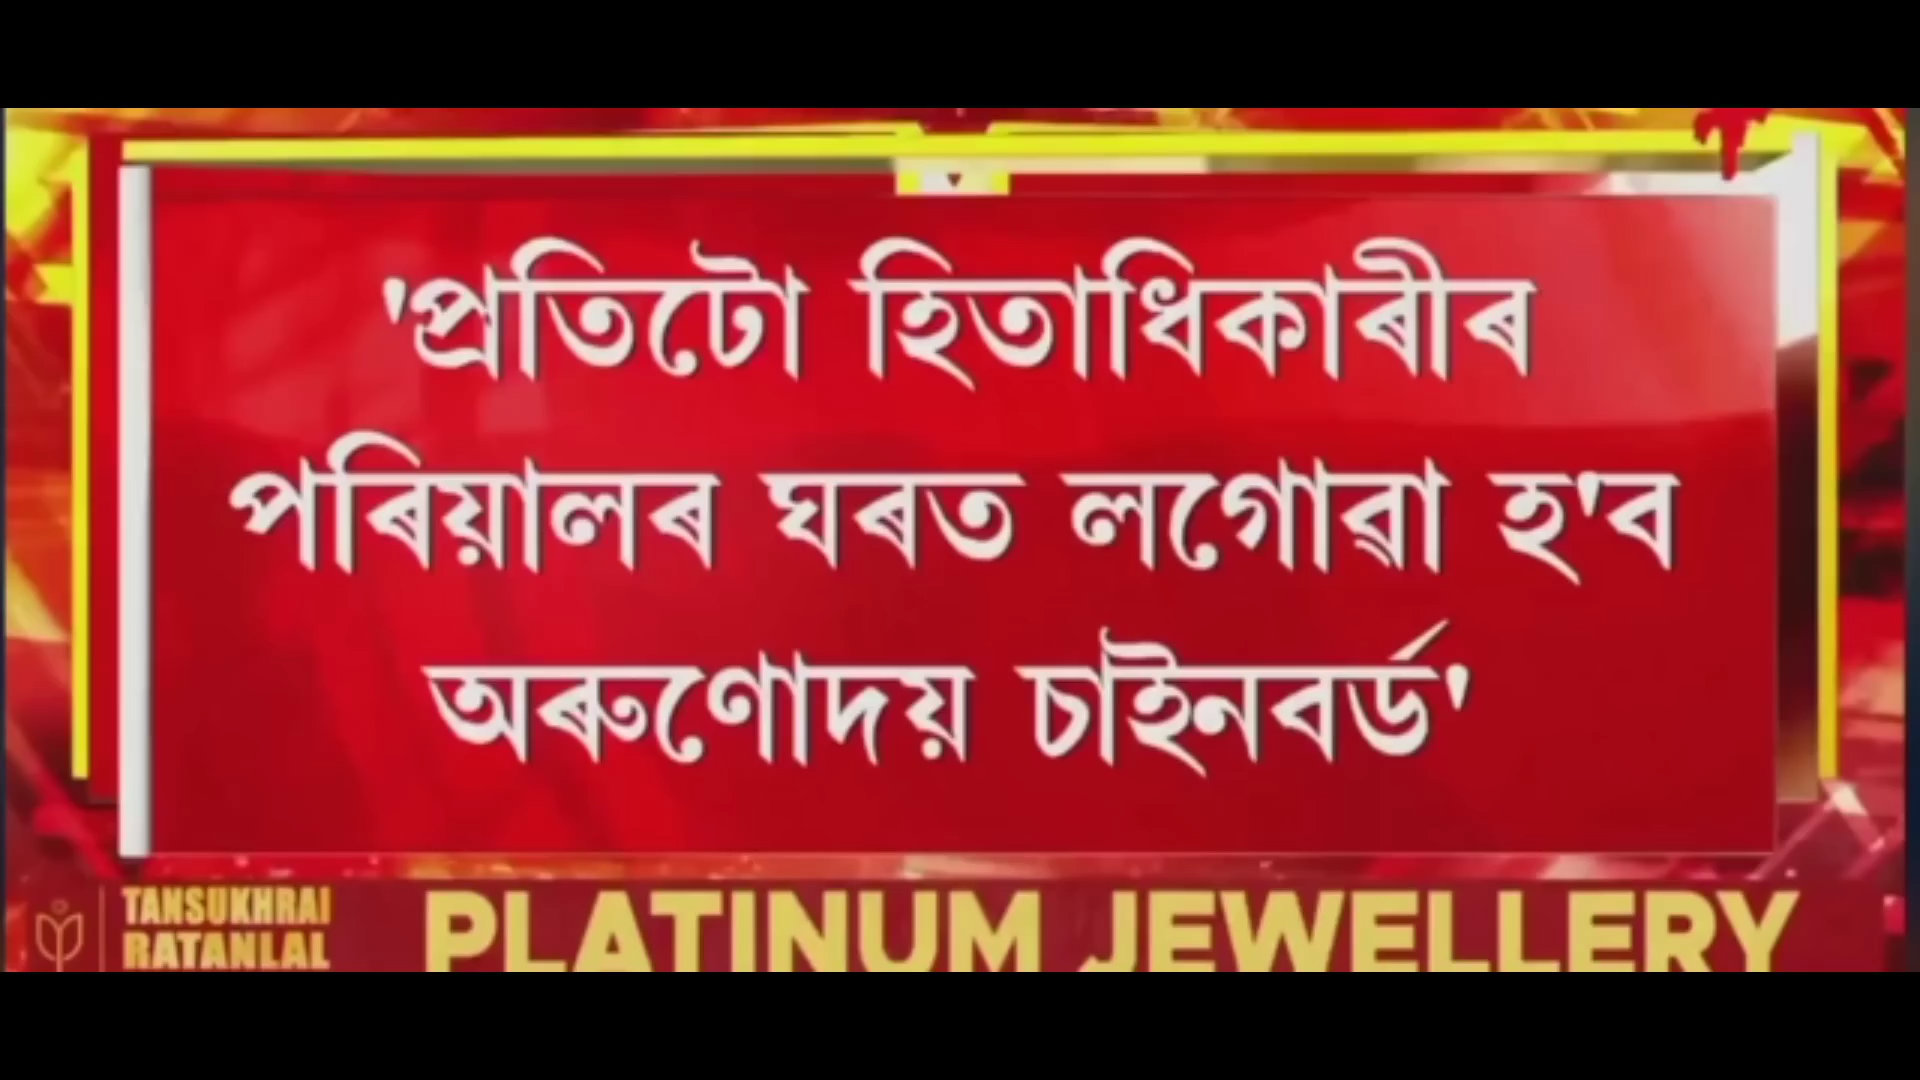 'প্ৰতিটো হিতাধিকাৰীৰ
পৰিয়ালৰ ঘৰত লগোৱা হ'ব
অৰুণোদয় চাইনবৰ্ড'
TANSUKHRAI
RATANLAL
PLATINUM JEWELLERY